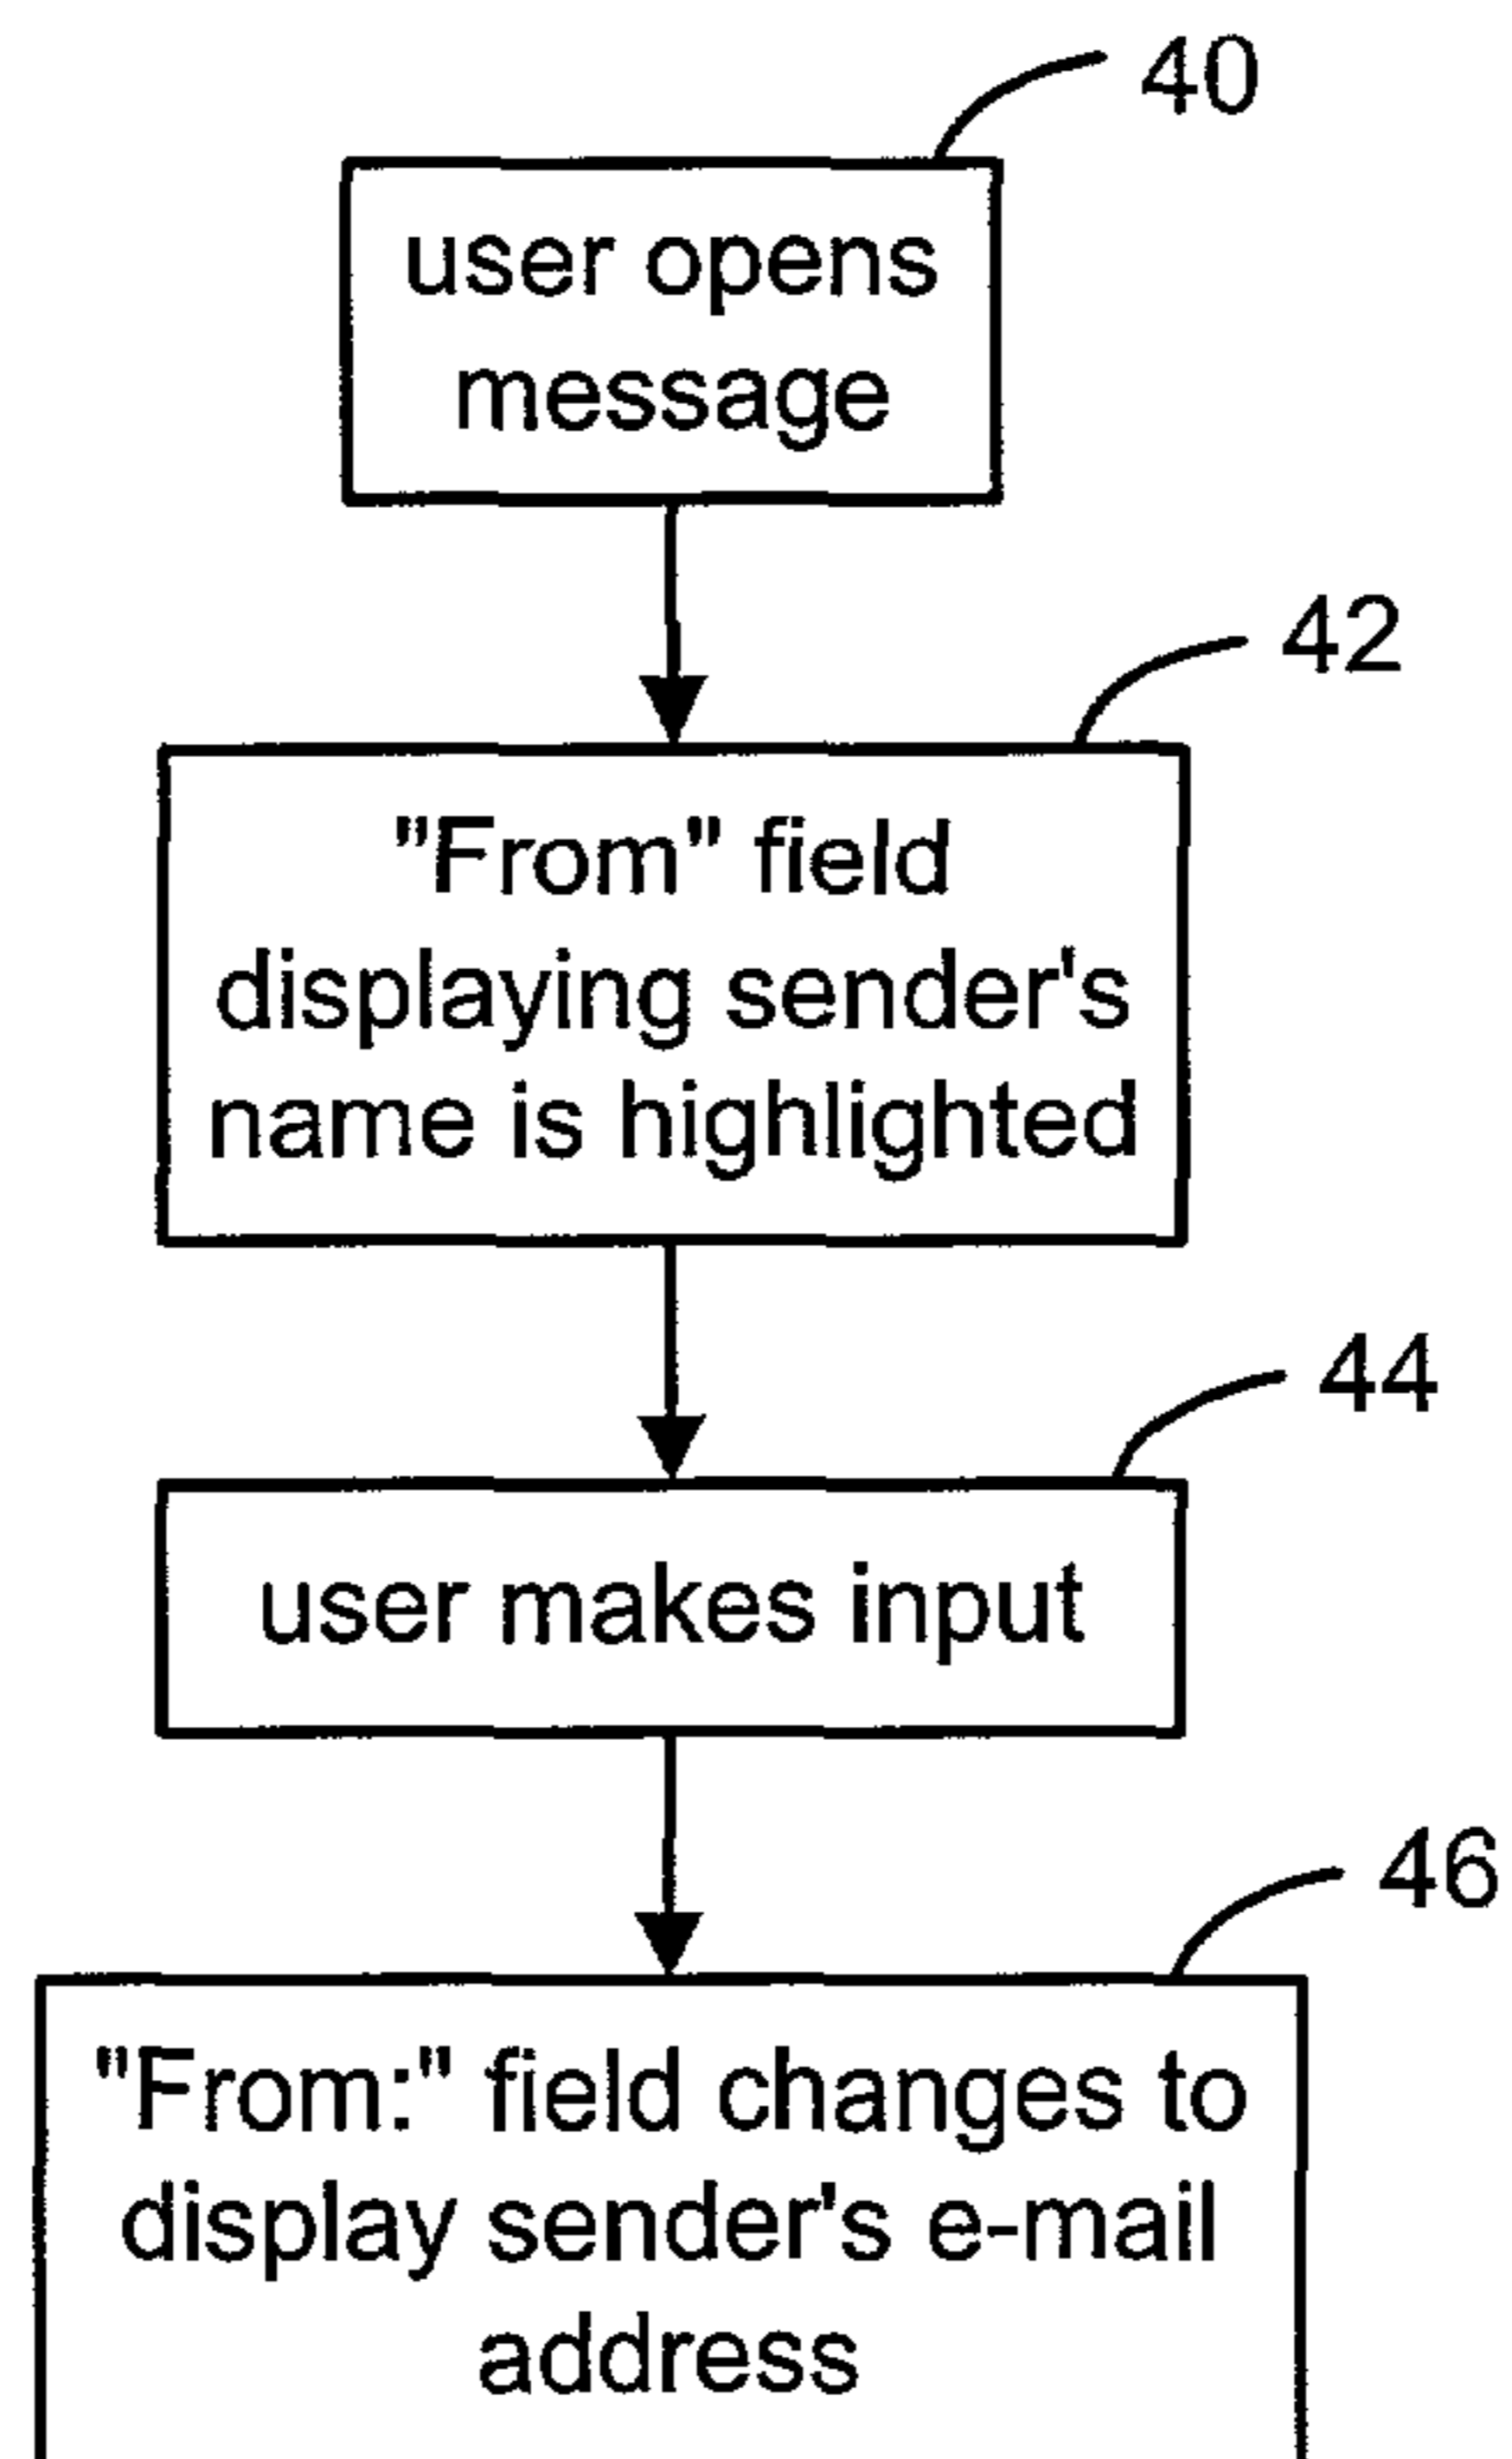 40
user opens
message
42
"From" field
displaying sender's
name is highlighted
44
user makes input
46
"From:" field changes to
display sender's e-mail
address